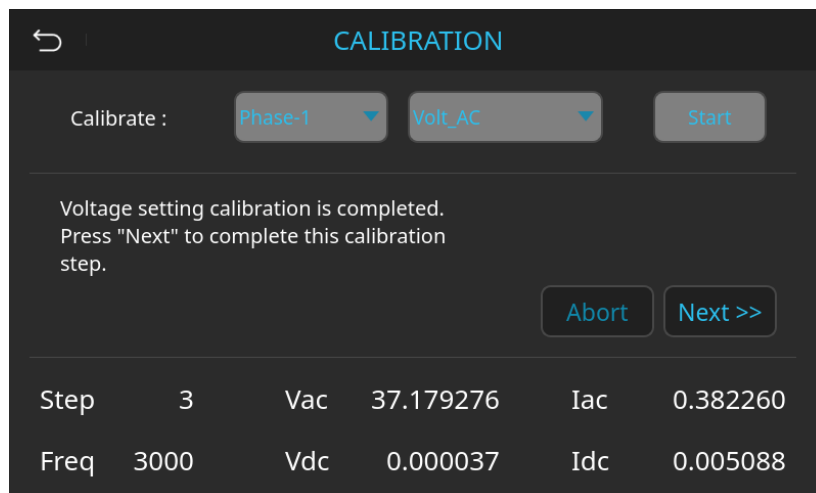 CALIBRATION
Calibrate : Phase-1 Volt_AC Start
Voltage setting calibration is completed.
Press "Next" to complete this calibration
step.
Abort Next >>
Step 3 Vac 37.179276 Iac 0.382260
Freq 3000 Vdc 0.000037 Idc 0.005088